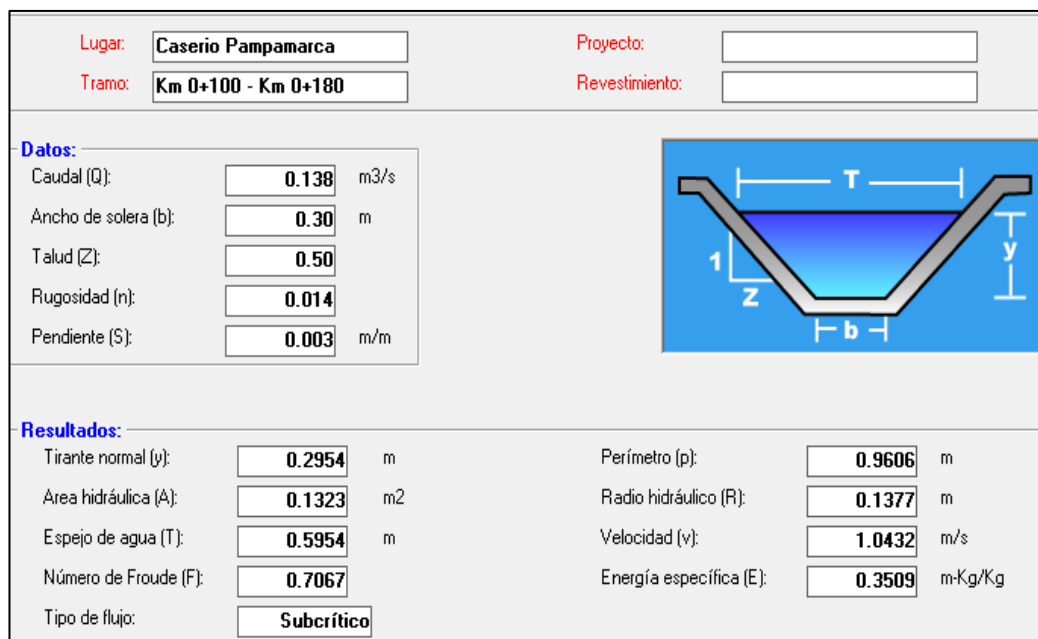 Lugar: Caserio Pampamarca Proyecto:
Tramo: Km 0+100 - Km 0+180 Revestimiento:
Datos:
Caudal (Q): 0.138 m3/s
Ancho de solera (b): 0.30 m
Talud (Z): 0.50
Rugosidad (n): 0.014
Pendiente (S): 0.003 m/m
T
y
1
Z
b
Resultados:
Tirante normal (y): 0.2954 m Perímetro (p): 0.9606 m
Area hidráulica (A): 0.1323 m2 Radio hidráulico (R): 0.1377 m
Espejo de agua (T): 0.5954 m Velocidad (v): 1.0432 m/s
Número de Froude (F): 0.7067 Energía específica (E): 0.3509 m-Kg/Kg
Tipo de flujo: Subcrítico